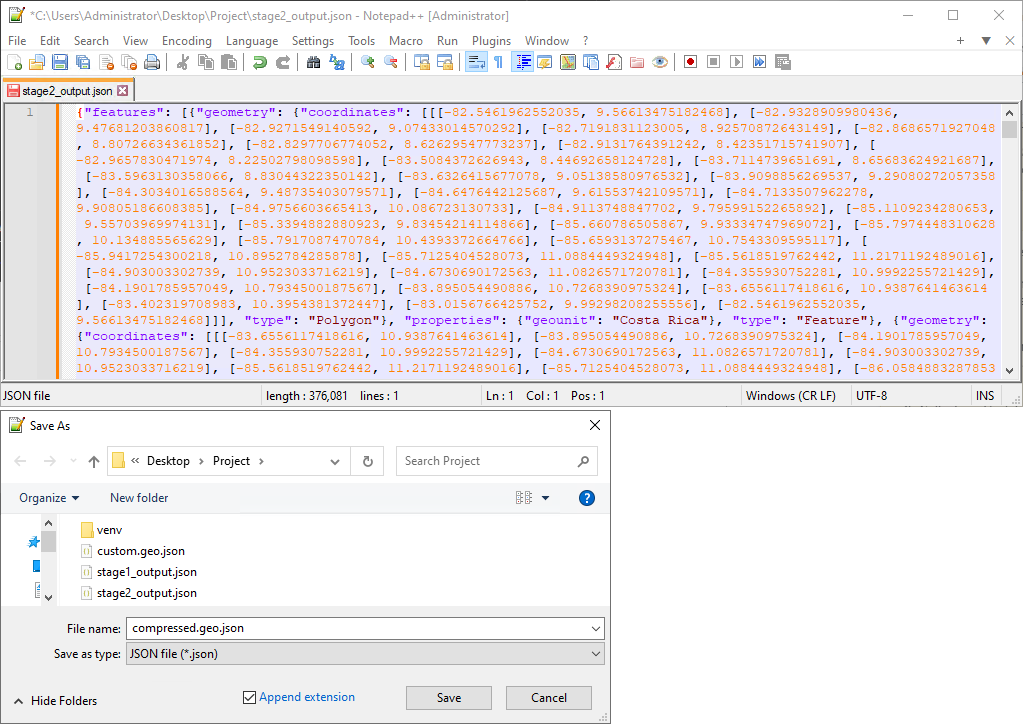 *C:\Users\Administrator\Desktop\Project\stage2_output.json - Notepad++ [Administrator]
File Edit Search View Encoding Language Settings Tools Macro Run Plugins Window ?
stage2_output.json
1
{"features": [{"geometry": {"coordinates": [[[-82.5461962552035, 9.56613475182468], [-82.9328909980436,
9.47681203860817], [-82.9271549140592, 9.07433014570292], [-82.7191831123005, 8.92570872643149], [-82.8686571927048
, 8.80726634361852], [-82.8297706774052, 8.62629547773237], [-82.9131764391242, 8.42351715741907], [
-82.9657830471974, 8.22502798098598], [-83.5084372626943, 8.44692658124728], [-83.7114739651691, 8.65683624921687],
[-83.5963130358066, 8.83044322350142], [-83.6326415677078, 9.05138580976532], [-83.9098856269537, 9.29080272057358
], [-84.3034016588564, 9.48735403079571], [-84.6476442125687, 9.61553742109571], [-84.7133507962278,
9.90805186608385], [-84.9756603665413, 10.086723130733], [-84.9113748847702, 9.79599152265892], [-85.1109234280653,
9.55703969974131], [-85.33948828809​23, 9.83454214114866], [-85.660786505867, 9.93334747969072], [-85.7974448310628
, 10.134885565629], [-85.7917087470784, 10.4393372664766], [-85.6593137275467, 10.7543309595117], [
-85.9417254300218, 10.8952784285878], [-85.7125404528073, 11.0884449324948], [-85.5618519762442, 11.2171192489016],
[-84.903003302739, 10.9523033716219], [-84.6730690172563, 11.0826571720781], [-84.355930752281, 10.9992255721429],
[-84.1901785957049, 10.7934500187567], [-83.895054490886, 10.7268390975324], [-83.6556117418616, 10.9387641463614
], [-83.402319708983, 10.3954381372447], [-83.0156766425752, 9.99298208255556], [-82.5461962552035,
9.56613475182468]]], "type": "Polygon"}, "properties": {"geounit": "Costa Rica"}, "type": "Feature"}, {"geometry":
{"coordinates": [[[-83.6556117418616, 10.9387641463614], [-83.895054490886, 10.7268390975324], [-84.1901785957049,
10.7934500187567], [-84.355930752281, 10.9992255721429], [-84.6730690172563, 11.0826571720781], [-84.903003302739,
10.9523033716219], [-85.5618519762442, 11.2171192489016], [-85.7125404528073, 11.0884449324948], [-86.0584883287853
JSON file
length : 376,081 lines : 1
Ln : 1 Col : 1 Pos : 1
Windows (CR LF)
UTF-8
INS
Save As
« Desktop › Project ›
Search Project
Organize
New folder
venv
custom.geo.json
stage1_output.json
stage2_output.json
File name: compressed.geo.json
Save as type: JSON file (*.json)
Hide Folders
Append extension
Save
Cancel